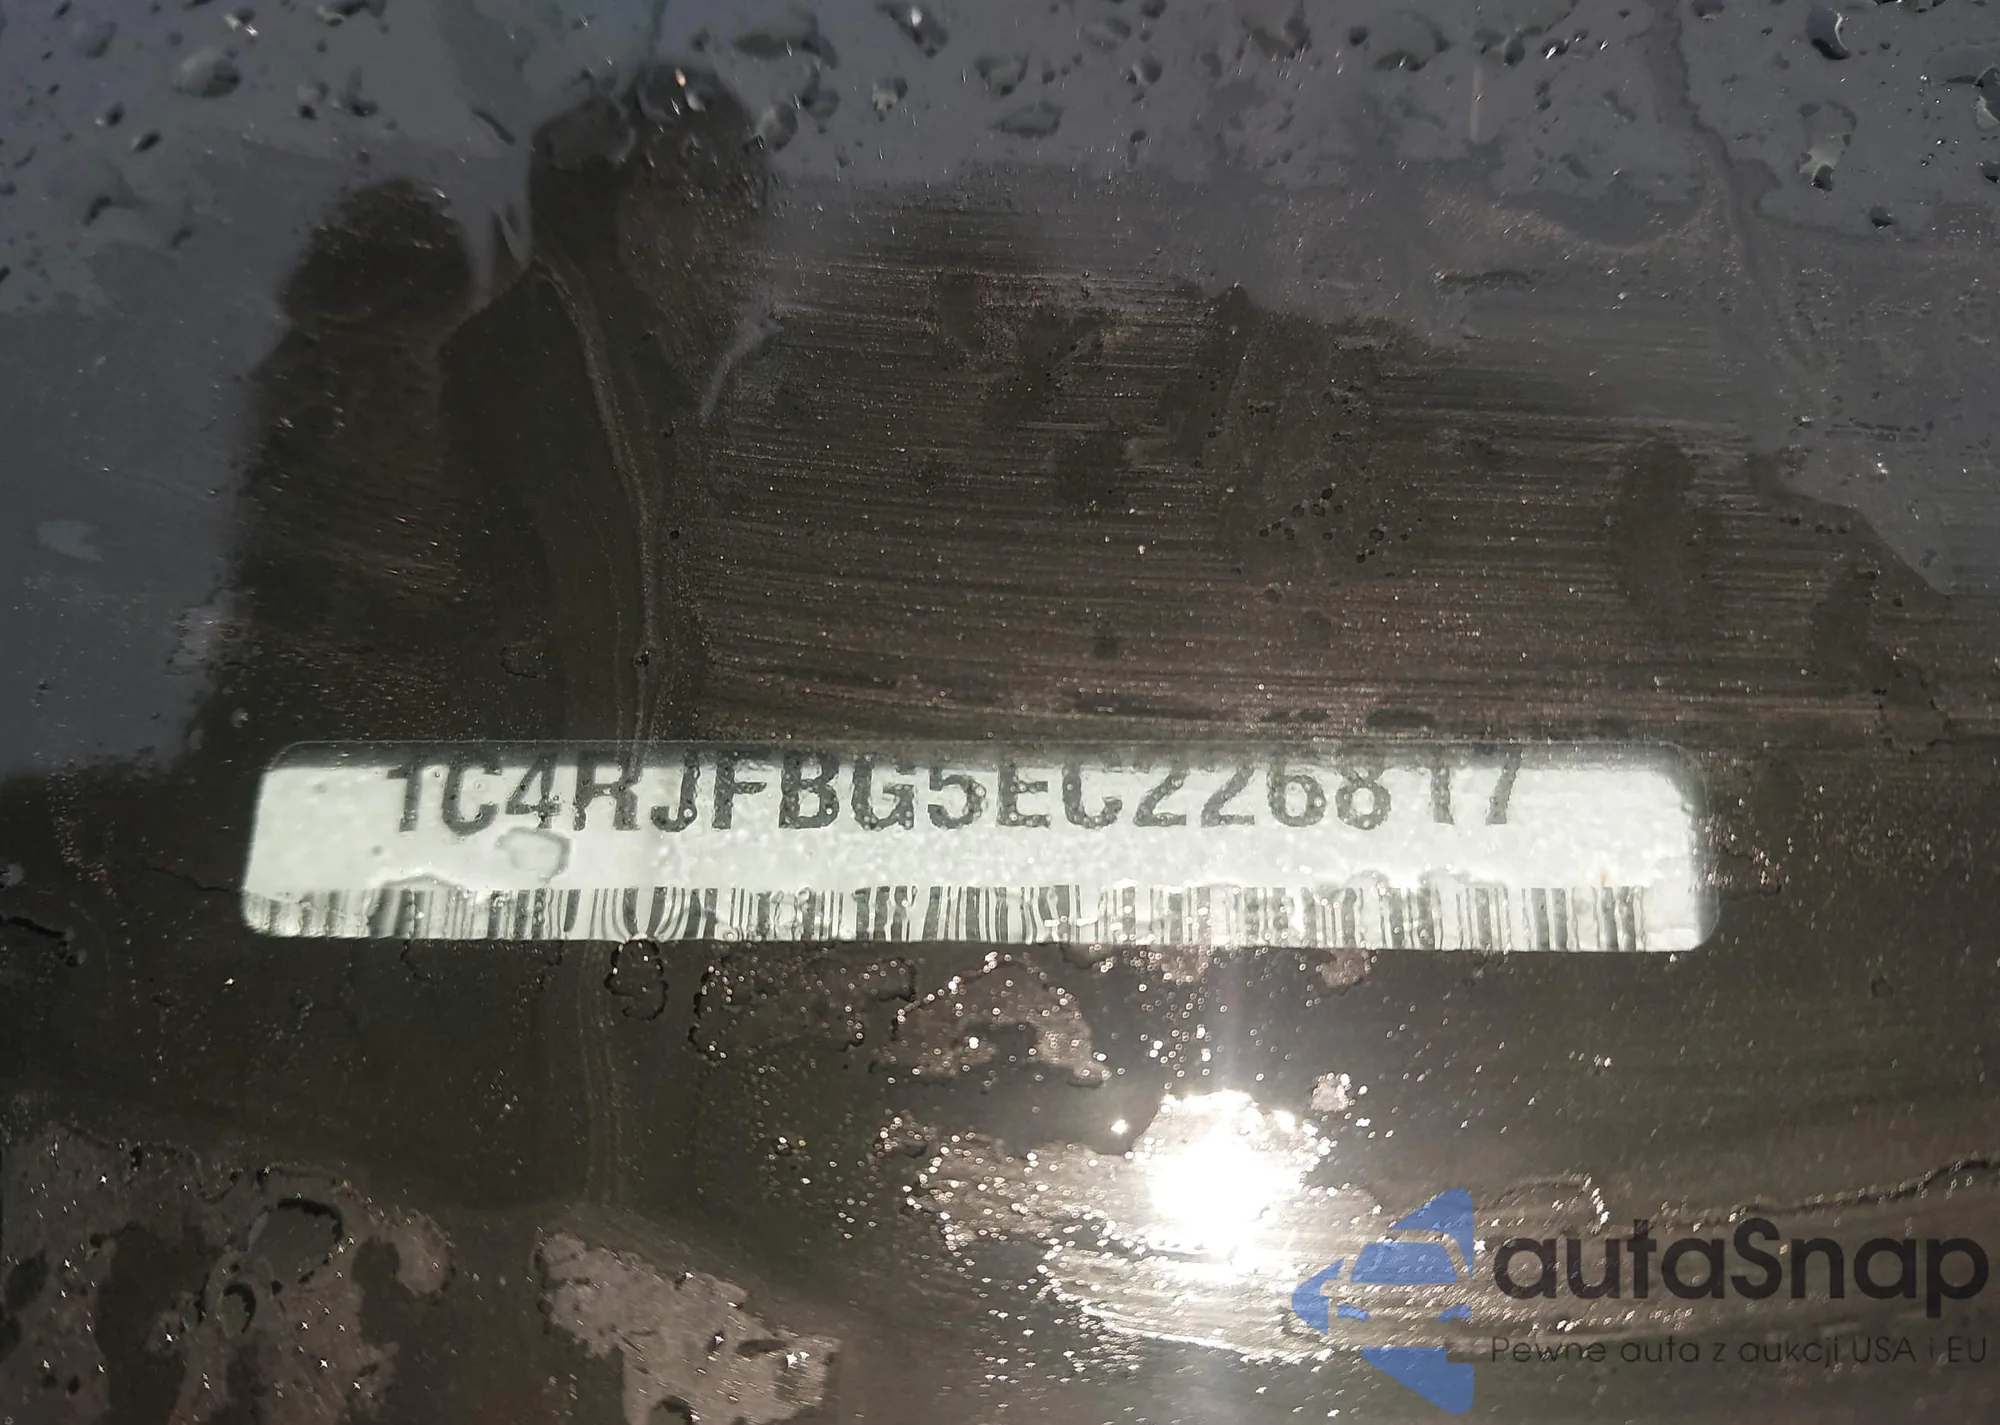 1C4RJFBG5EC226817
autaSnap
Pewne auta z aukcji USA i EU